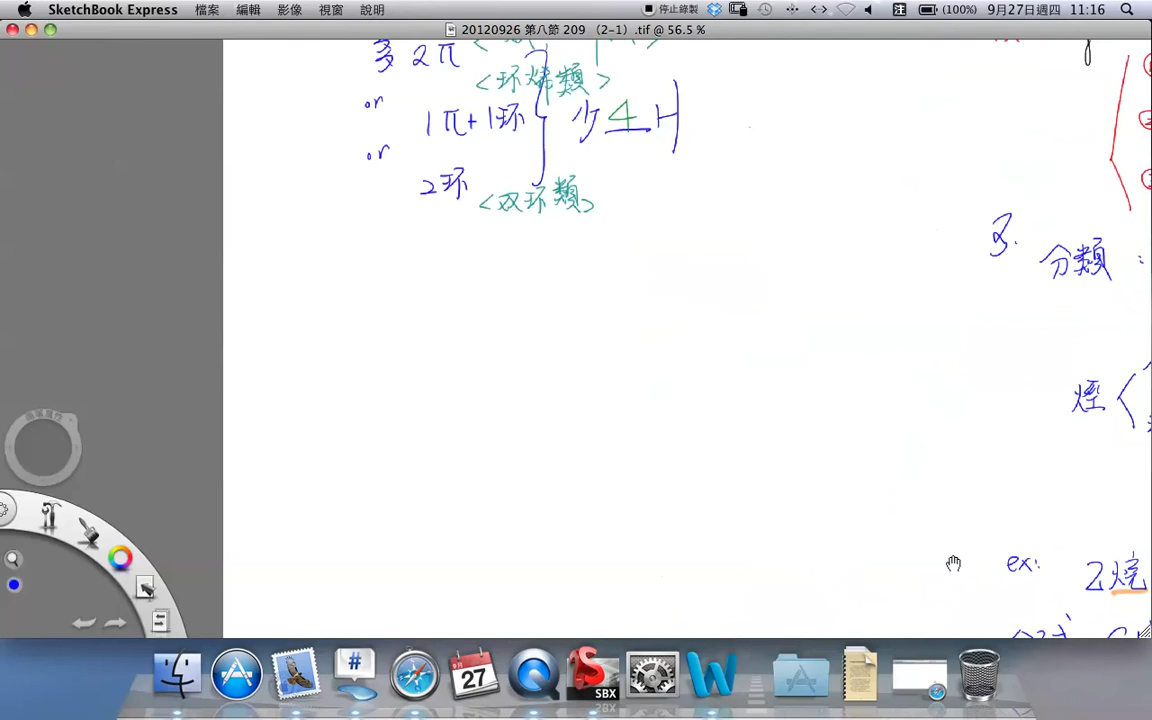 SketchBook Express 檔案 編輯 影像 視窗 說明 停止錄製 (100%) 9月27日週四 11:16
20120926 第八節 209 （2-1）.tif @ 56.5 %
多 2π
<环烯類>
or
1π+1环 少 4 H
or
2环
<双环類>
3. 分類 :
烴
ex: 乙烷
9月
27
SBX